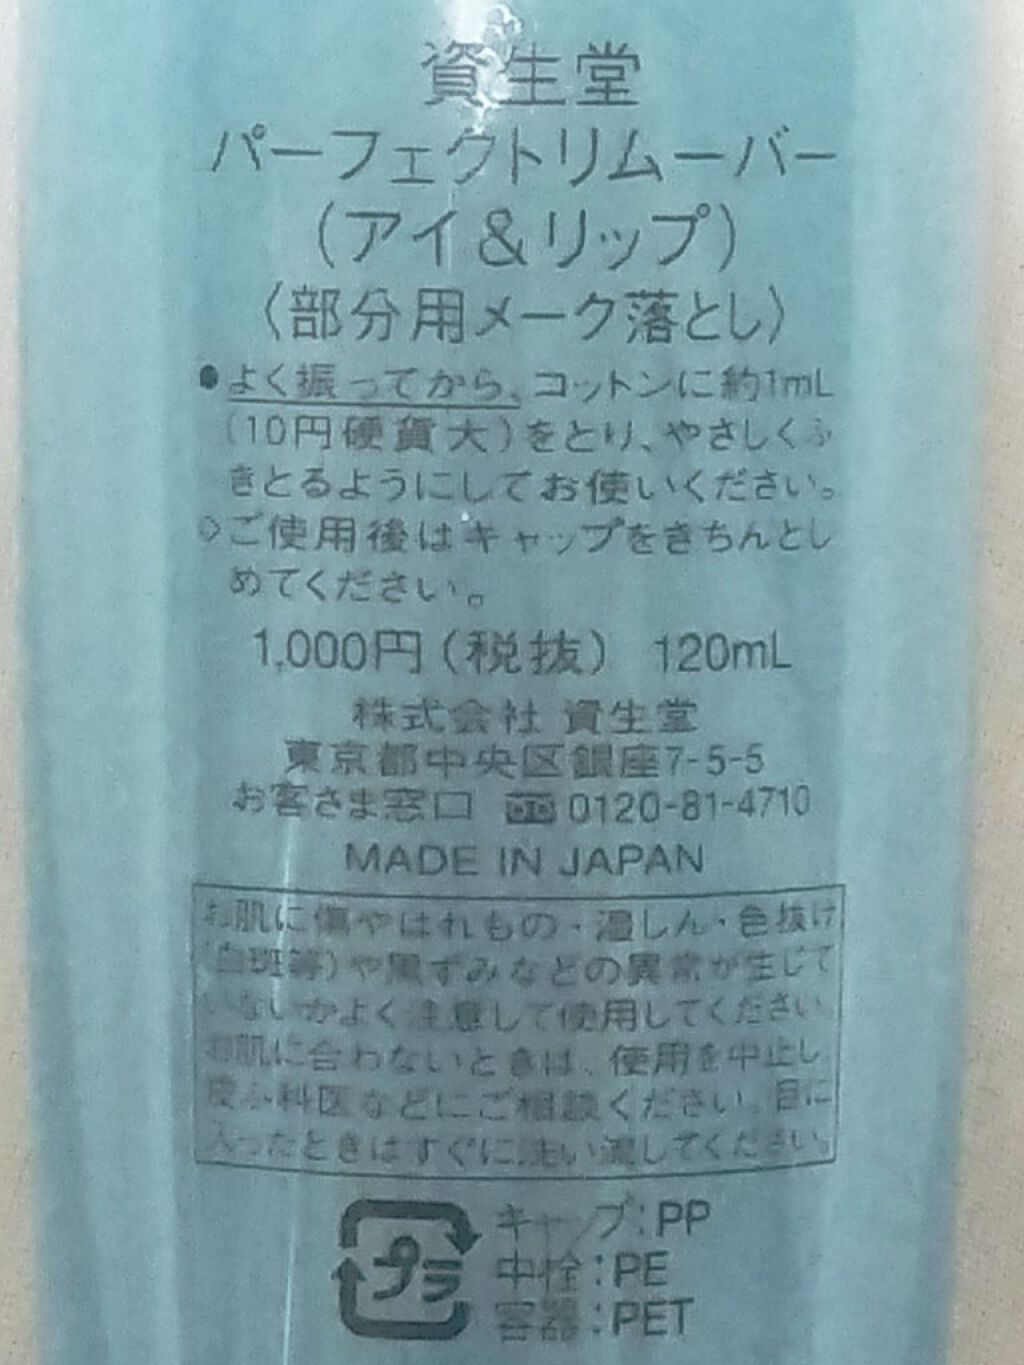 資生堂
パーフェクトリムーバー
(アイ&リップ)
〈部分用メーク落とし〉
●よく振ってから、コットンに約1mL
(10円硬貨大)をとり、やさしくふ
きとるようにしてお使いください。
◇ご使用後はキャップをきちんとし
めてください。
1,000円(税抜) 120mL
株式会社 資生堂
東京都中央区銀座7-5-5
お客さま窓口 0120-81-4710
MADE IN JAPAN
お肌に傷やはれもの・湿しん・色抜け
(白斑等)や黒ずみなどの異常が生じて
いないかよく注意して使用してください。
お肌に合わないときは、使用を中止し、
皮ふ科医などにご相談ください。目に
入ったときはすぐに洗い流してください。
プラ
キャップ:PP
中栓:PE
容器:PET